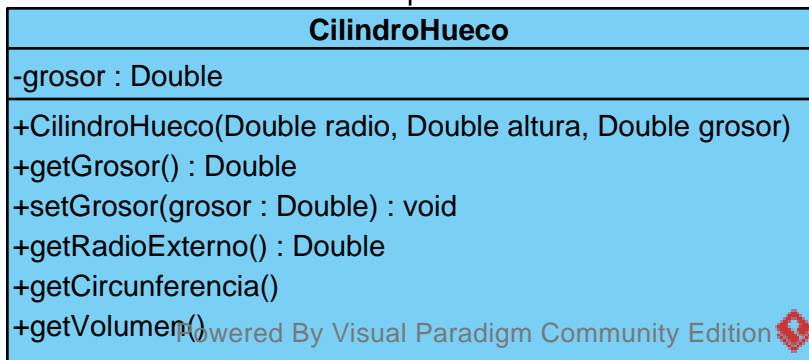 CilindroHueco
-grosor : Double
+CilindroHueco(Double radio, Double altura, Double grosor)
+getGrosor() : Double
+setGrosor(grosor : Double) : void
+getRadioExterno() : Double
+getCircunferencia()
+getVolumen()
Powered By Visual Paradigm Community Edition